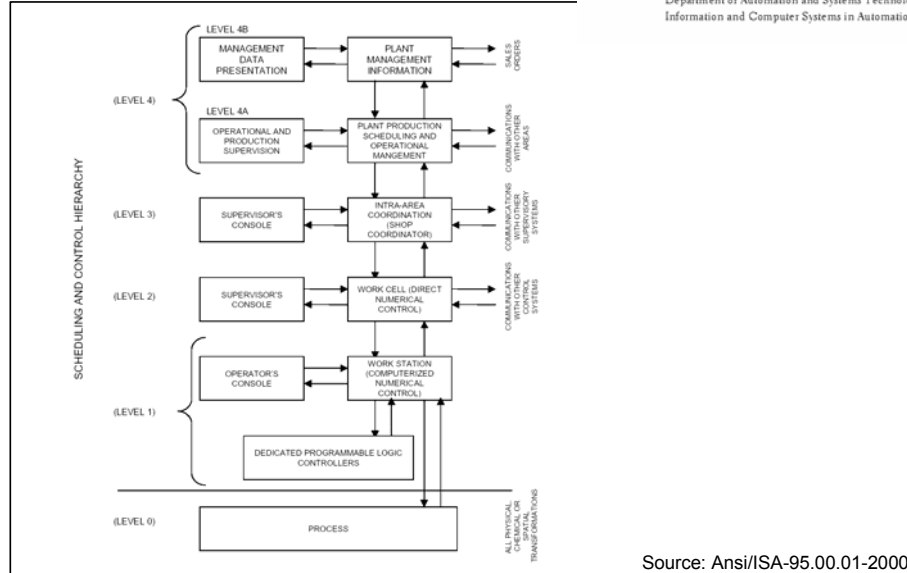 Department of Automation and Systems Technolo
Information and Computer Systems in Automatio
LEVEL 4B
MANAGEMENT
DATA
PRESENTATION
PLANT
MANAGEMENT
INFORMATION
SALES
ORDERS
(LEVEL 4)
LEVEL 4A
OPERATIONAL AND
PRODUCTION
SUPERVISION
PLANT PRODUCTION
SCHEDULING AND
OPERATIONAL
MANGEMENT
COMMUNICATIONS
WITH OTHER
AREAS
SCHEDULING AND CONTROL HIERARCHY
(LEVEL 3)
SUPERVISOR'S
CONSOLE
INTRA-AREA
COORDINATION
(SHOP
COORDINATOR)
COMMUNICATIONS
WITH OTHER
SUPERVISORY
SYSTEMS
(LEVEL 2)
SUPERVISOR'S
CONSOLE
WORK CELL (DIRECT
NUMERICAL
CONTROL)
COMMUNICATIONS
WITH OTHER
CONTROL
SYSTEMS
(LEVEL 1)
OPERATOR'S
CONSOLE
WORK STATION
(COMPUTERIZED
NUMERICAL
CONTROL)
DEDICATED PROGRAMMABLE LOGIC
CONTROLLERS
(LEVEL 0)
PROCESS
ALL PHYSICAL
CHEMICAL OR
SPATIAL
TRANSFORMATIONS
Source: Ansi/ISA-95.00.01-2000